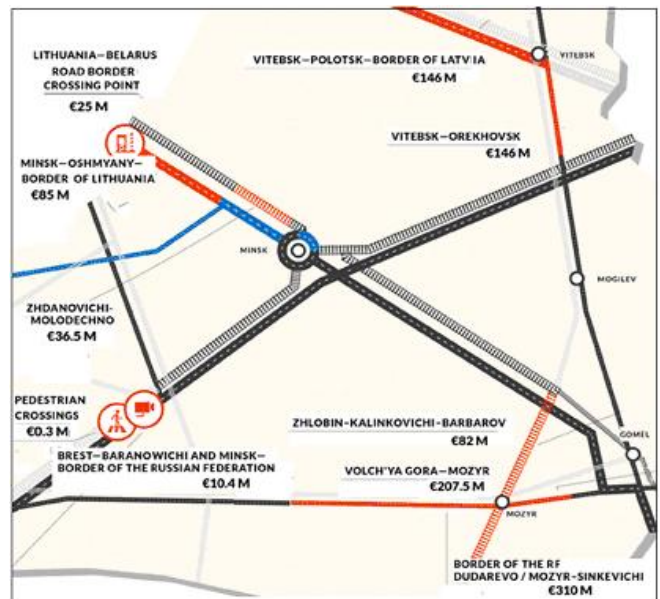 LITHUANIA—BELARUS
ROAD BORDER
CROSSING POINT
€25 M
VITEBSK—POLOTSK—BORDER OF LATVIA
€146 M
VITEBSK
VITEBSK—OREKHOVSK
€146 M
MINSK—OSHMYANY—
BORDER OF LITHUANIA
€85 M
MINSK
MOGILEV
ZHDANOVICHI-
MOLODECHNO
€36.5 M
PEDESTRIAN
CROSSINGS
€0.3 M
ZHLOBIN-KALINKOVICHI-BARBAROV
€82 M
GOMEL
BREST—BARANOWICHI AND MINSK—
BORDER OF THE RUSSIAN FEDERATION
€10.4 M
VOLCH'YA GORA—MOZYR
€207.5 M
MOZYR
BORDER OF THE RF
DUDAREVO / MOZYR-SINKEVICHI
€310 M